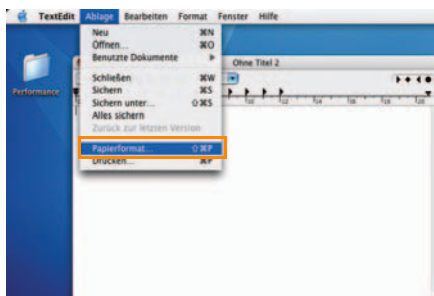 TextEdit Ablage Bearbeiten Format Fenster Hilfe
Neu ⌘N
Öffnen... ⌘O
Benutzte Dokumente
Ohne Titel 2
Schließen ⌘W
Sichern ⌘S
Sichern unter... ⇧⌘S
Alles sichern
Zurück zur letzten Version
Papierformat... ⇧⌘P
Drucken... ⌘P
Performance